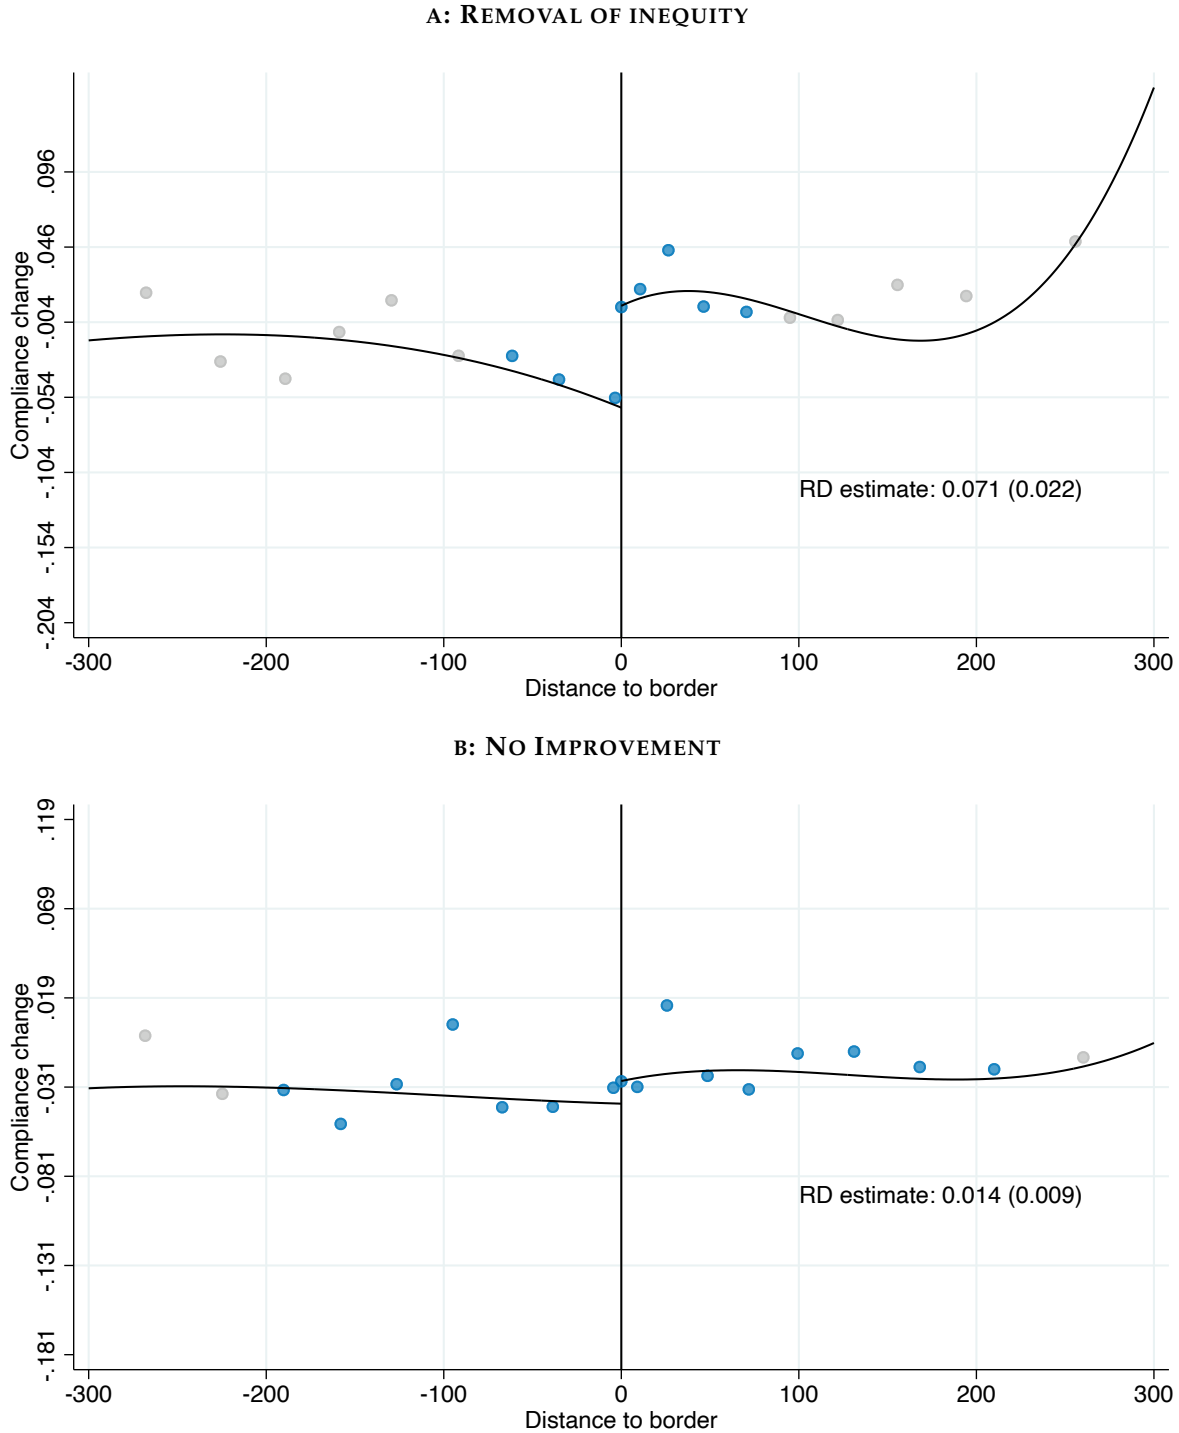 A: REMOVAL OF INEQUITY
.096
.046
-.004
-.054
-.104
-.154
-.204
Compliance change
RD estimate: 0.071 (0.022)
-300 -200 -100 0 100 200 300
Distance to border
B: NO IMPROVEMENT
.119
.069
.019
-.031
-.081
-.131
-.181
Compliance change
RD estimate: 0.014 (0.009)
-300 -200 -100 0 100 200 300
Distance to border